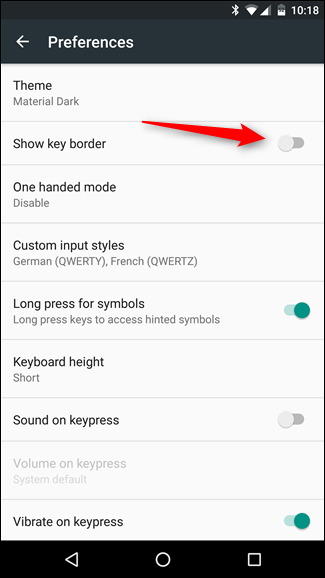 10:18
Preferences
Theme
Material Dark
Show key border
One handed mode
Disable
Custom input styles
German (QWERTY), French (QWERTZ)
Long press for symbols
Long press keys to access hinted symbols
Keyboard height
Short
Sound on keypress
Volume on keypress
System default
Vibrate on keypress